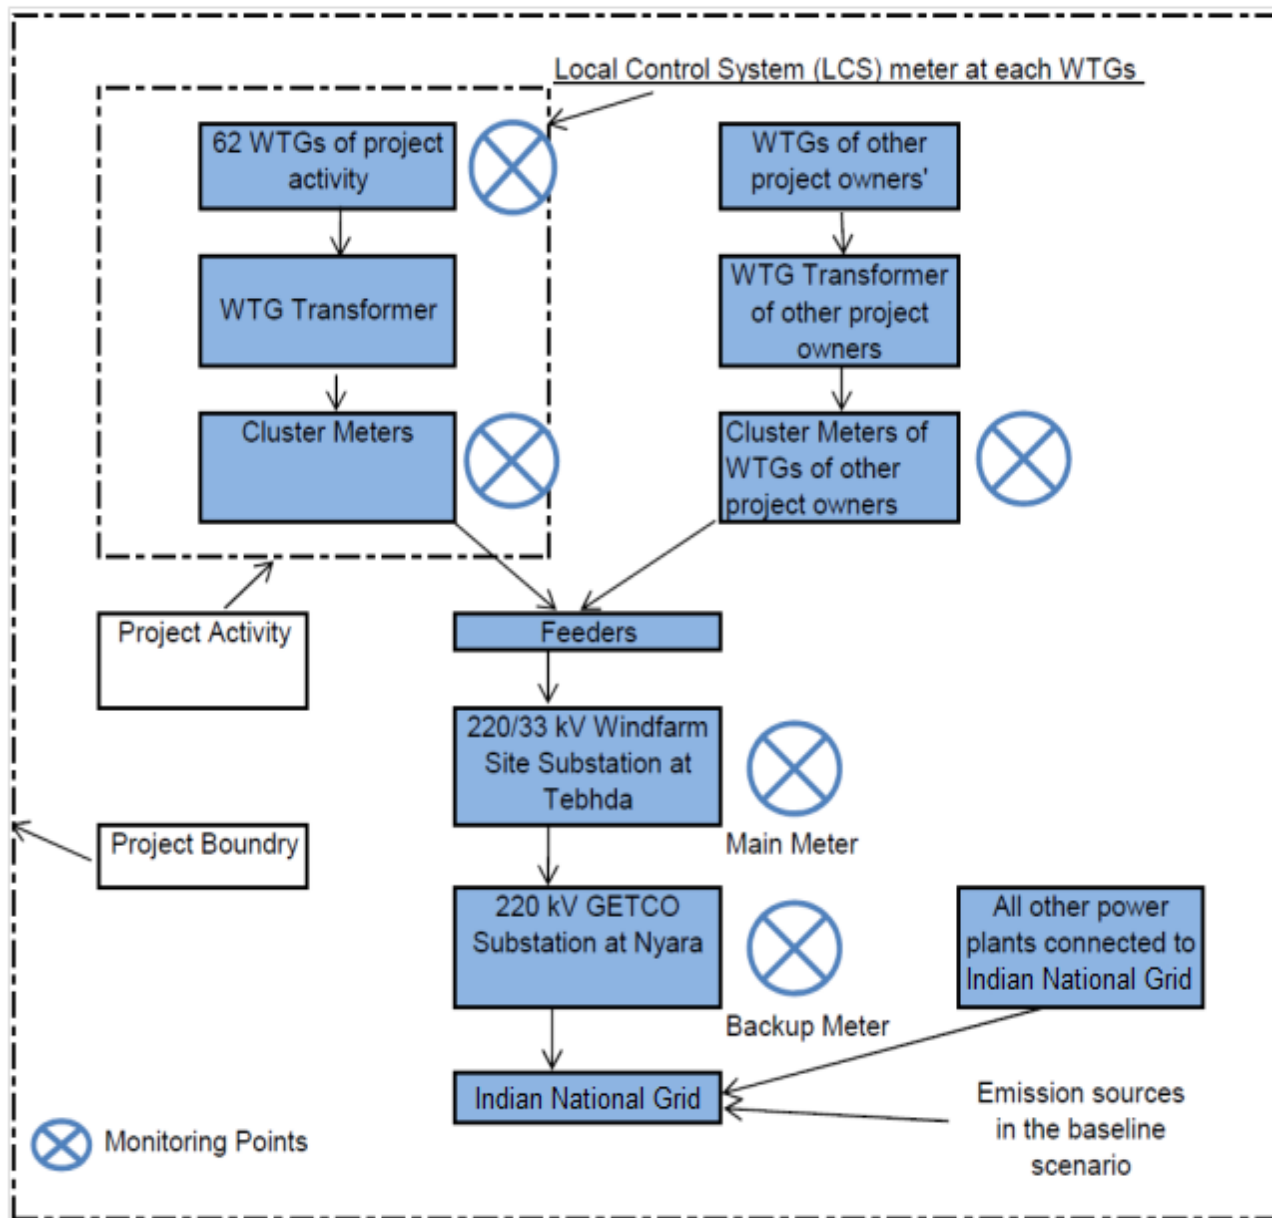 Local Control System (LCS) meter at each WTGs
62 WTGs of project
activity
WTGs of other
project owners'
WTG Transformer
WTG Transformer
of other project
owners
Cluster Meters
Cluster Meters of
WTGs of other
project owners
Project Activity
Feeders
220/33 kV Windfarm
Site Substation at
Tebhda
Main Meter
Project Boundry
220 kV GETCO
Substation at Nyara
Backup Meter
All other power
plants connected to
Indian National Grid
Indian National Grid
Emission sources
in the baseline
scenario
Monitoring Points